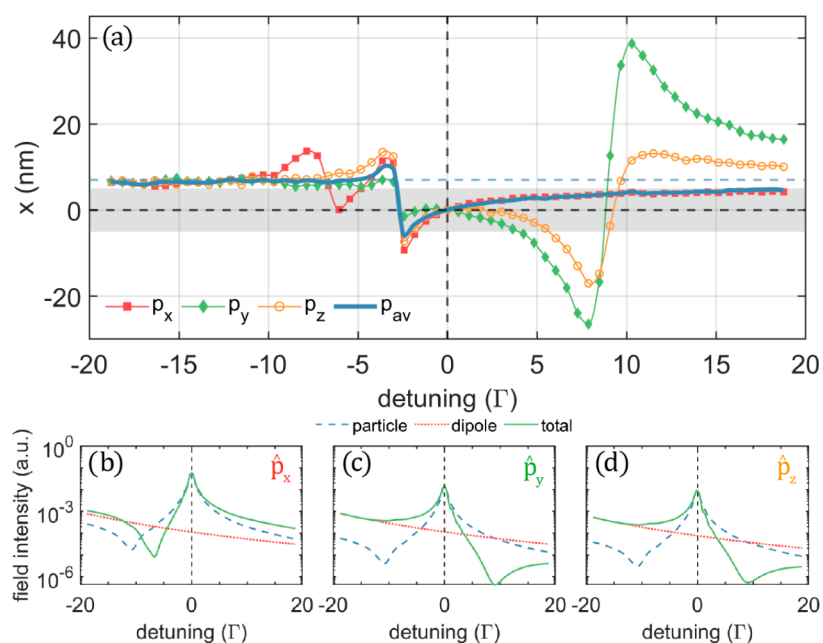 (a)
40
20
0
-20
x (nm)
p_x p_y p_z p_av
-20 -15 -10 -5 0 5 10 15 20
detuning (Γ)
particle dipole total
(b) p̂_x
(c) p̂_y
(d) p̂_z
10^0
10^-3
10^-6
field intensity (a.u.)
-20 0 20 -20 0 20 -20 0 20
detuning (Γ) detuning (Γ) detuning (Γ)